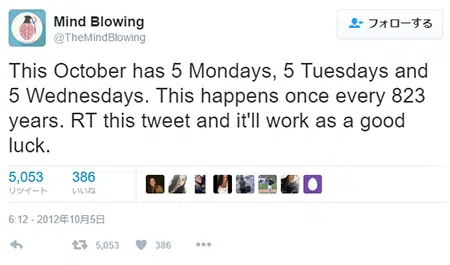 Mind Blowing
@TheMindBlowing
フォローする
This October has 5 Mondays, 5 Tuesdays and
5 Wednesdays. This happens once every 823
years. RT this tweet and it'll work as a good
luck.
5,053 386
リツイート いいね
6:12 - 2012年10月5日
5,053 386